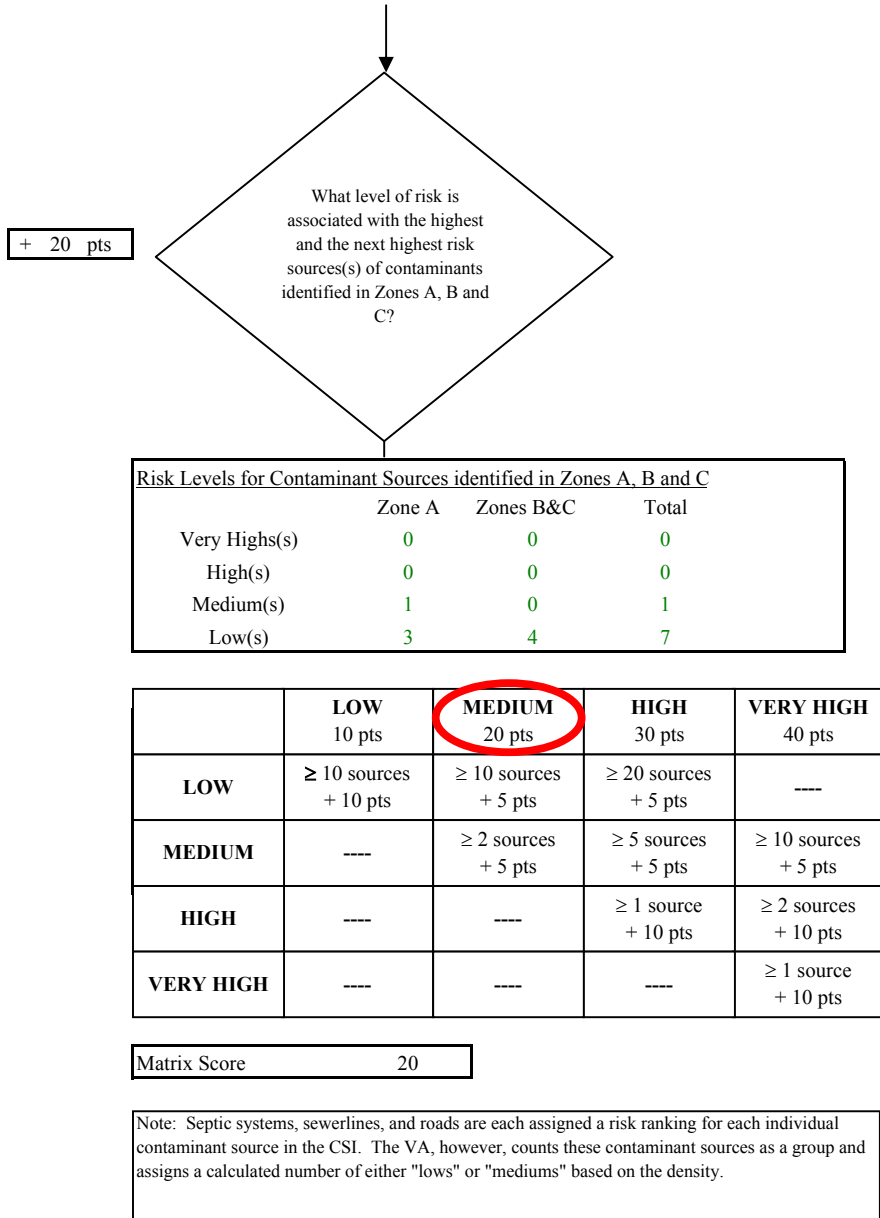 What level of risk is
associated with the highest
and the next highest risk
sources(s) of contaminants
identified in Zones A, B and
C?
+ 20 pts
Risk Levels for Contaminant Sources identified in Zones A, B and C
Zone A Zones B&C Total
Very Highs(s) 0 0 0
High(s) 0 0 0
Medium(s) 1 0 1
Low(s) 3 4 7
LOW MEDIUM HIGH VERY HIGH
10 pts 20 pts 30 pts 40 pts
LOW ≥ 10 sources ≥ 10 sources ≥ 20 sources ----
+ 10 pts + 5 pts + 5 pts
MEDIUM ---- ≥ 2 sources ≥ 5 sources ≥ 10 sources
+ 5 pts + 5 pts + 5 pts
HIGH ---- ---- ≥ 1 source ≥ 2 sources
+ 10 pts + 10 pts
VERY HIGH ---- ---- ---- ≥ 1 source
+ 10 pts
Matrix Score 20
Note: Septic systems, sewerlines, and roads are each assigned a risk ranking for each individual
contaminant source in the CSI. The VA, however, counts these contaminant sources as a group and
assigns a calculated number of either "lows" or "mediums" based on the density.